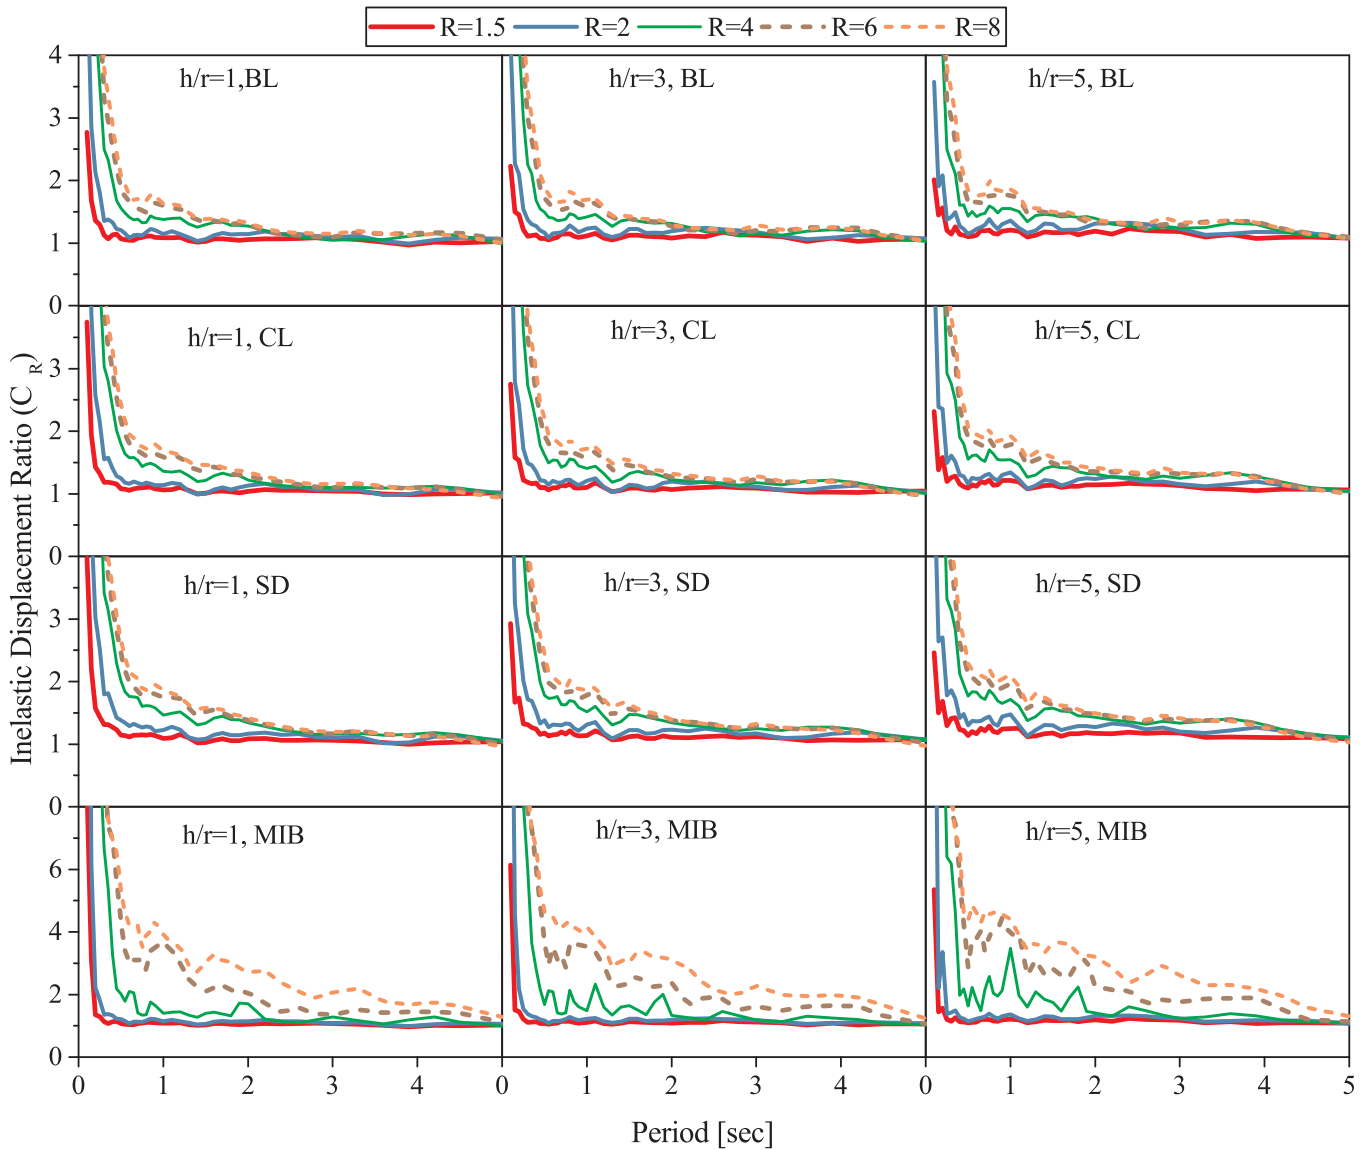 R=1.5 R=2 R=4 R=6 R=8
h/r=1,BL h/r=3, BL h/r=5, BL
4
3
2
1
0
h/r=1, CL h/r=3, CL h/r=5, CL
3
2
1
0
h/r=1, SD h/r=3, SD h/r=5, SD
3
2
1
0
h/r=1, MIB h/r=3, MIB h/r=5, MIB
6
4
2
0
0 1 2 3 4 0 1 2 3 4 0 1 2 3 4 5
Inelastic Displacement Ratio (C R)
Period [sec]